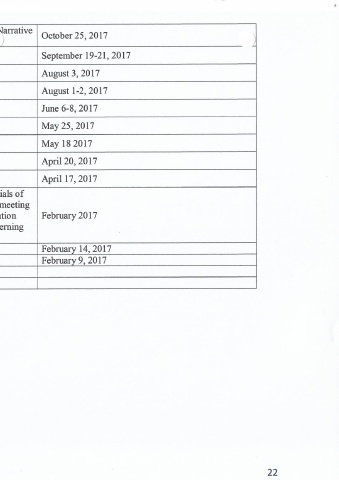 Narrative
October 25, 2017
September 19-21, 2017
August 3, 2017
August 1-2, 2017
June 6-8, 2017
May 25, 2017
May 18 2017
April 20, 2017
April 17, 2017
ials of
meeting
ition
erning
February 2017
February 14, 2017
February 9, 2017
22